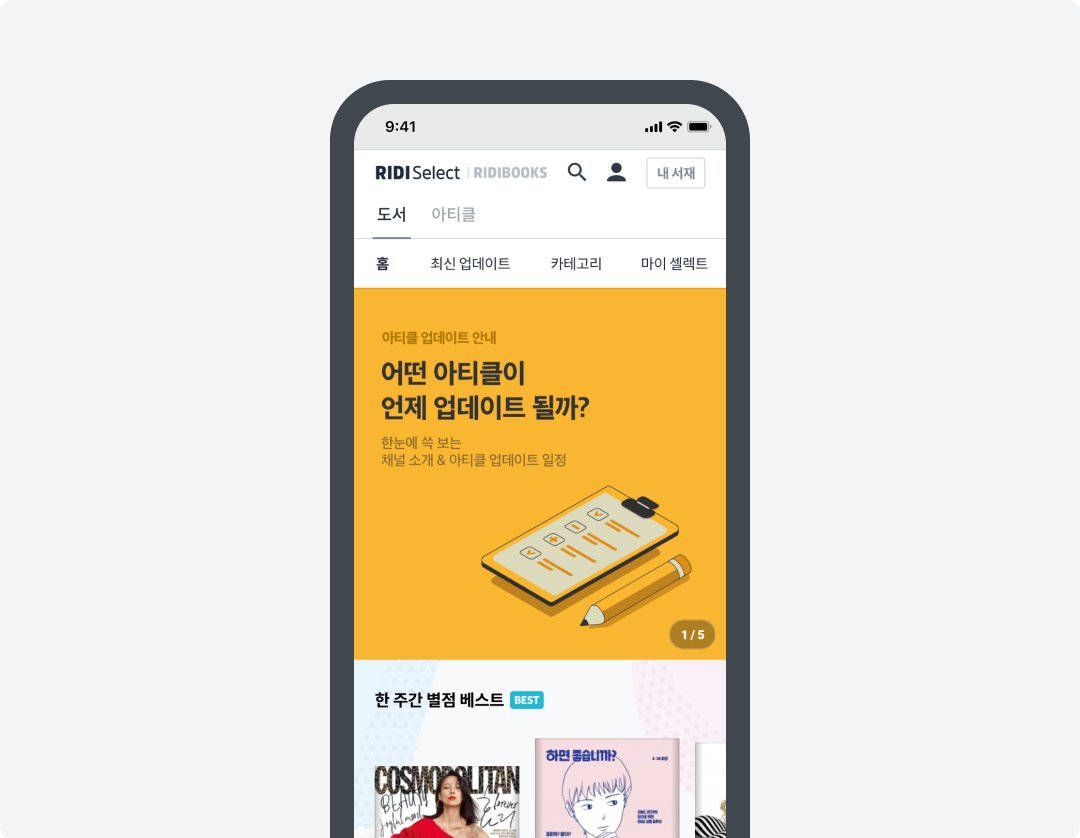 9:41
RIDI Select | RIDIBOOKS
내 서재
도서 아티클
홈 최신 업데이트 카테고리 마이 셀렉트
아티클 업데이트 안내
어떤 아티클이
언제 업데이트 될까?
한눈에 쓱 보는
채널 소개 & 아티클 업데이트 일정
1 / 5
한 주간 별점 베스트 BEST
하면 좋습니까?
COSMOPOLITAN
BEAUTY
forever